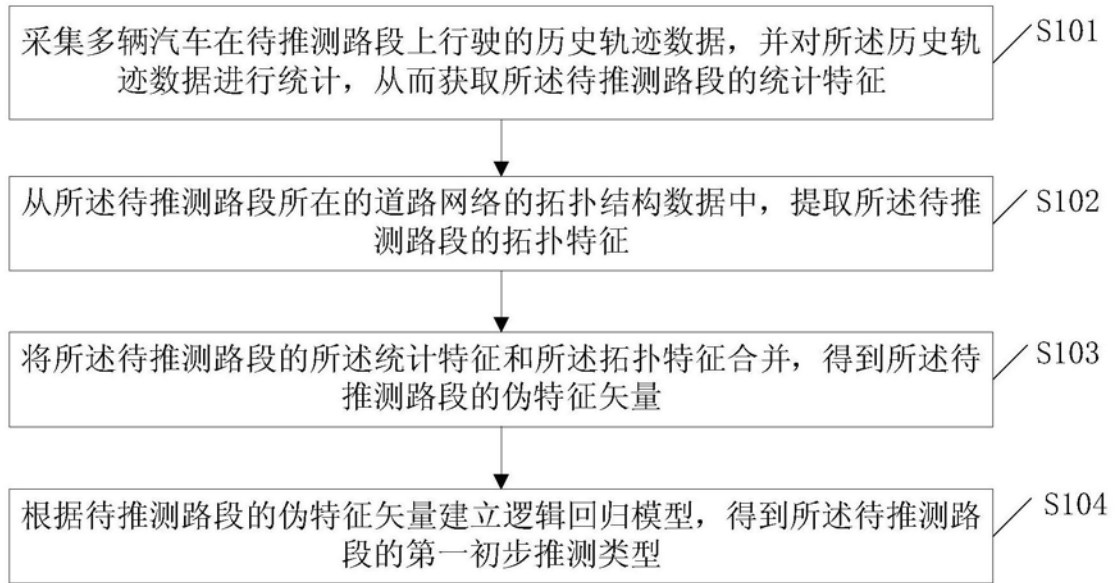 采集多辆汽车在待推测路段上行驶的历史轨迹数据，并对所述历史轨
迹数据进行统计，从而获取所述待推测路段的统计特征
S101
从所述待推测路段所在的道路网络的拓扑结构数据中，提取所述待推
测路段的拓扑特征
S102
将所述待推测路段的所述统计特征和所述拓扑特征合并，得到所述待
推测路段的伪特征矢量
S103
根据待推测路段的伪特征矢量建立逻辑回归模型，得到所述待推测路
段的第一初步推测类型
S104